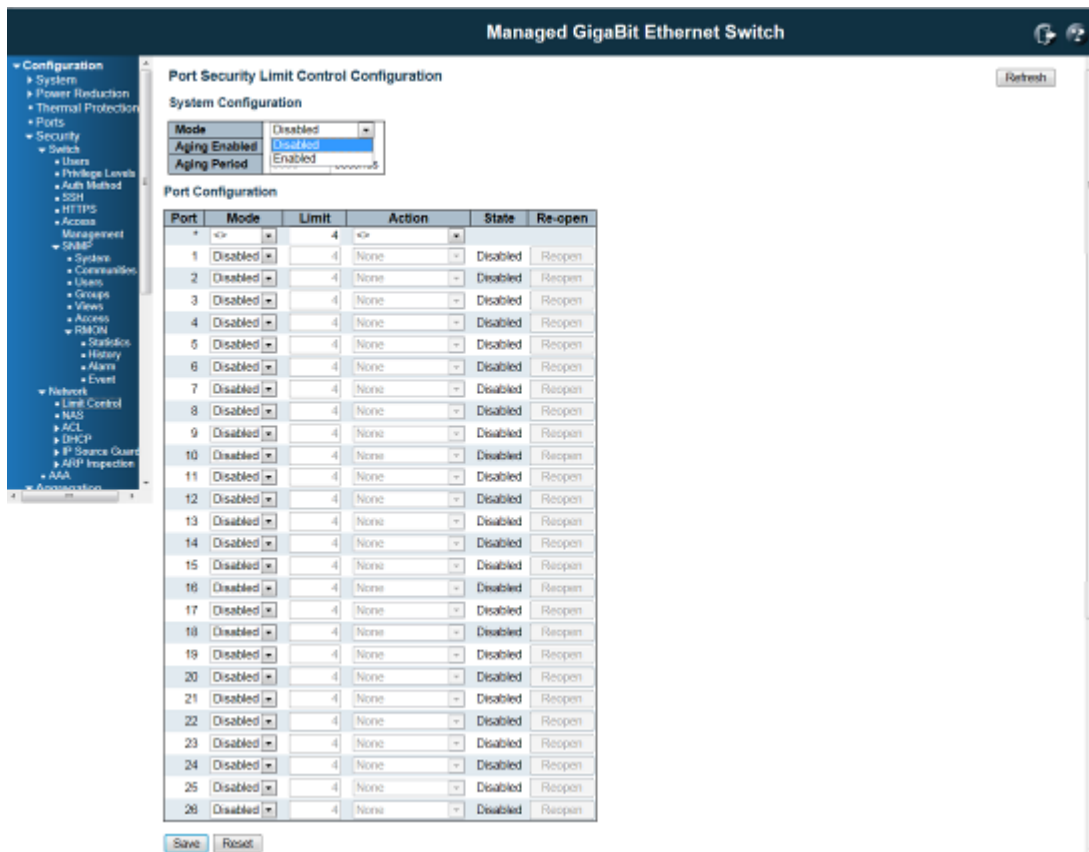 Managed GigaBit Ethernet Switch
Configuration
System
Power Reduction
Thermal Protection
Ports
Security
Switch
Users
Privilege Levels
Auth Method
SSH
HTTPS
Access
Management
SNMP
System
Communities
Users
Groups
Views
Access
RMON
Statistics
History
Alarm
Event
Network
Limit Control
NAS
ACL
DHCP
IP Source Guard
ARP Inspection
AAA
Aggregation
Port Security Limit Control Configuration
Refresh
System Configuration
Mode Disabled
Aging Enabled Disabled
Enabled
Aging Period
Port Configuration
Port Mode Limit Action State Re-open
* <> 4 <>
1 Disabled 4 None Disabled Reopen
2 Disabled 4 None Disabled Reopen
3 Disabled 4 None Disabled Reopen
4 Disabled 4 None Disabled Reopen
5 Disabled 4 None Disabled Reopen
6 Disabled 4 None Disabled Reopen
7 Disabled 4 None Disabled Reopen
8 Disabled 4 None Disabled Reopen
9 Disabled 4 None Disabled Reopen
10 Disabled 4 None Disabled Reopen
11 Disabled 4 None Disabled Reopen
12 Disabled 4 None Disabled Reopen
13 Disabled 4 None Disabled Reopen
14 Disabled 4 None Disabled Reopen
15 Disabled 4 None Disabled Reopen
16 Disabled 4 None Disabled Reopen
17 Disabled 4 None Disabled Reopen
18 Disabled 4 None Disabled Reopen
19 Disabled 4 None Disabled Reopen
20 Disabled 4 None Disabled Reopen
21 Disabled 4 None Disabled Reopen
22 Disabled 4 None Disabled Reopen
23 Disabled 4 None Disabled Reopen
24 Disabled 4 None Disabled Reopen
25 Disabled 4 None Disabled Reopen
26 Disabled 4 None Disabled Reopen
Save Reset